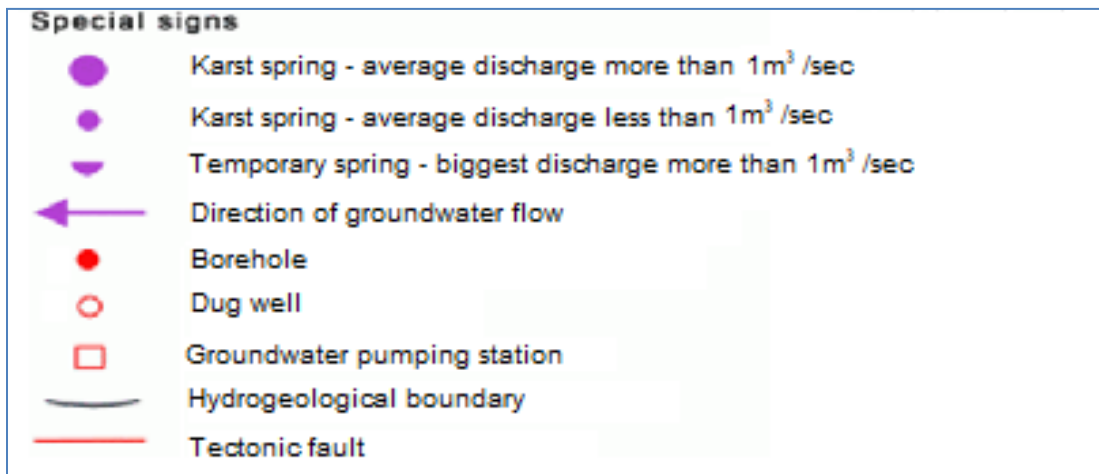 Special signs
Karst spring - average discharge more than 1m³ /sec
Karst spring - average discharge less than 1m³ /sec
Temporary spring - biggest discharge more than 1m³ /sec
Direction of groundwater flow
Borehole
Dug well
Groundwater pumping station
Hydrogeological boundary
Tectonic fault